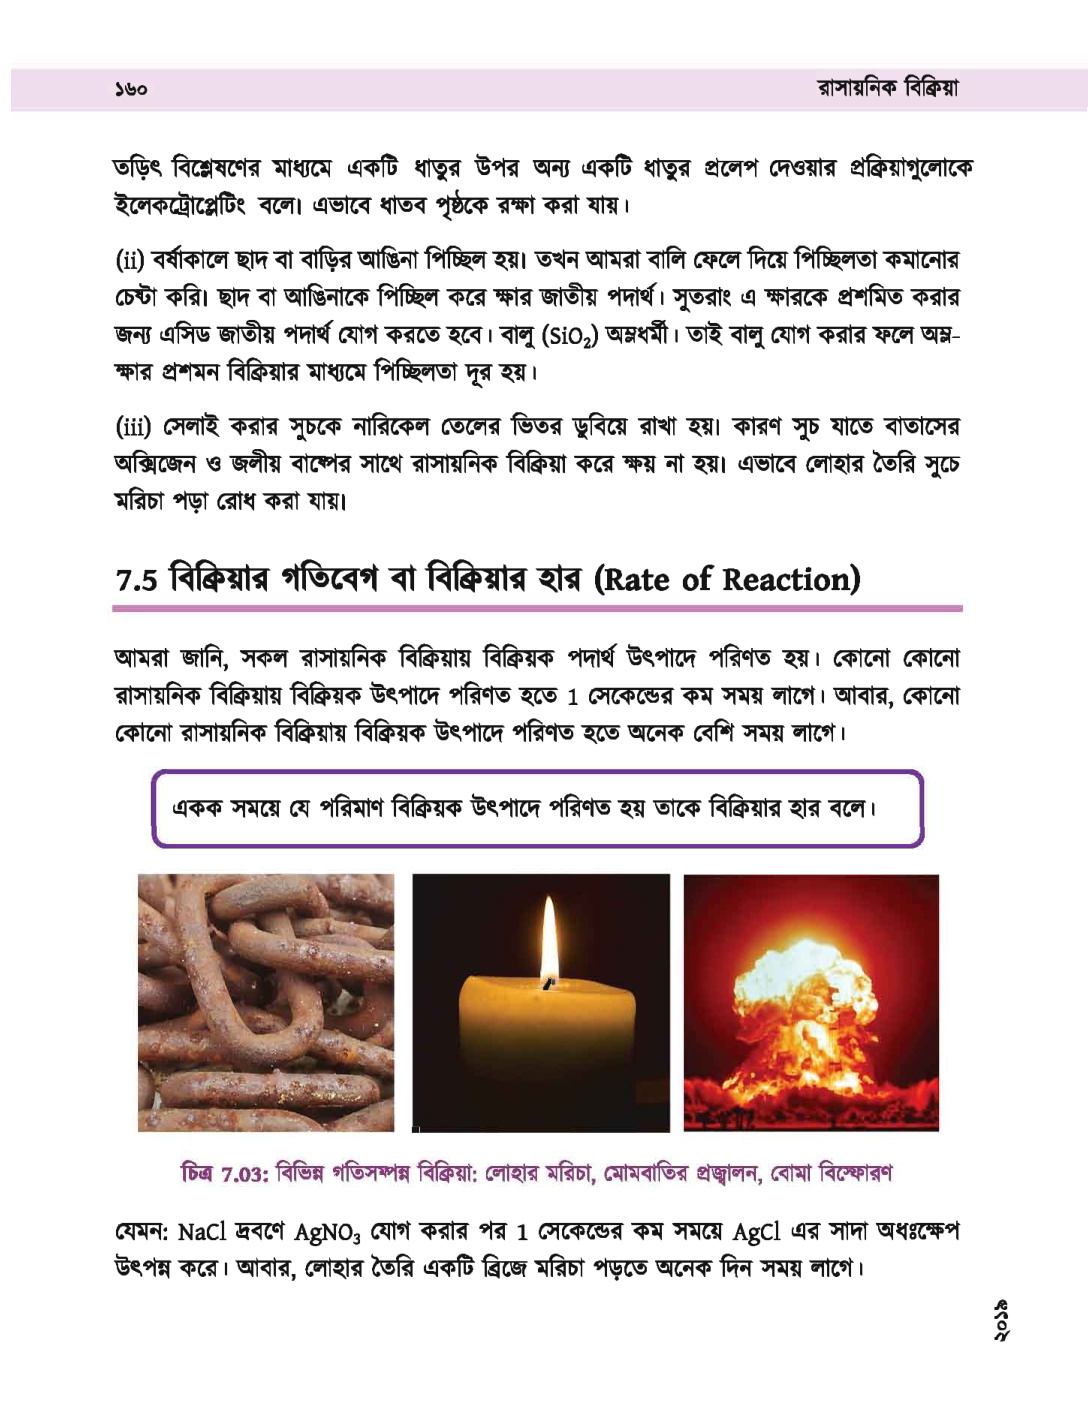 ১৬০
রাসায়নিক বিক্রিয়া
তড়িৎ বিশ্লেষণের মাধ্যমে একটি ধাতুর উপর অন্য একটি ধাতুর প্রলেপ দেওয়ার প্রক্রিয়াগুলোকে
ইলেকট্রোপ্লেটিং বলে। এভাবে ধাতব পৃষ্ঠকে রক্ষা করা যায়।
(ii) বর্ষাকালে ছাদ বা বাড়ির আঙিনা পিচ্ছিল হয়। তখন আমরা বালি ফেলে দিয়ে পিচ্ছিলতা কমানোর
চেষ্টা করি। ছাদ বা আঙিনাকে পিচ্ছিল করে ক্ষার জাতীয় পদার্থ। সুতরাং এ ক্ষারকে প্রশমিত করার
জন্য এসিড জাতীয় পদার্থ যোগ করতে হবে। বালু (SiO₂) অম্লধর্মী। তাই বালু যোগ করার ফলে অম্ল-
ক্ষার প্রশমন বিক্রিয়ার মাধ্যমে পিচ্ছিলতা দূর হয়।
(iii) সেলাই করার সুচকে নারিকেল তেলের ভিতর ডুবিয়ে রাখা হয়। কারণ সুচ যাতে বাতাসের
অক্সিজেন ও জলীয় বাষ্পের সাথে রাসায়নিক বিক্রিয়া করে ক্ষয় না হয়। এভাবে লোহার তৈরি সুচে
মরিচা পড়া রোধ করা যায়।
7.5 বিক্রিয়ার গতিবেগ বা বিক্রিয়ার হার (Rate of Reaction)
আমরা জানি, সকল রাসায়নিক বিক্রিয়ায় বিক্রিয়ক পদার্থ উৎপাদে পরিণত হয়। কোনো কোনো
রাসায়নিক বিক্রিয়ায় বিক্রিয়ক উৎপাদে পরিণত হতে 1 সেকেন্ডের কম সময় লাগে। আবার, কোনো
কোনো রাসায়নিক বিক্রিয়ায় বিক্রিয়ক উৎপাদে পরিণত হতে অনেক বেশি সময় লাগে।
একক সময়ে যে পরিমাণ বিক্রিয়ক উৎপাদে পরিণত হয় তাকে বিক্রিয়ার হার বলে।
চিত্র 7.03: বিভিন্ন গতিসম্পন্ন বিক্রিয়া: লোহার মরিচা, মোমবাতির প্রজ্বালন, বোমা বিস্ফোরণ
যেমন: NaCl দ্রবণে AgNO₃ যোগ করার পর 1 সেকেন্ডের কম সময়ে AgCl এর সাদা অধঃক্ষেপ
উৎপন্ন করে। আবার, লোহার তৈরি একটি ব্রিজে মরিচা পড়তে অনেক দিন সময় লাগে।
২০১৯